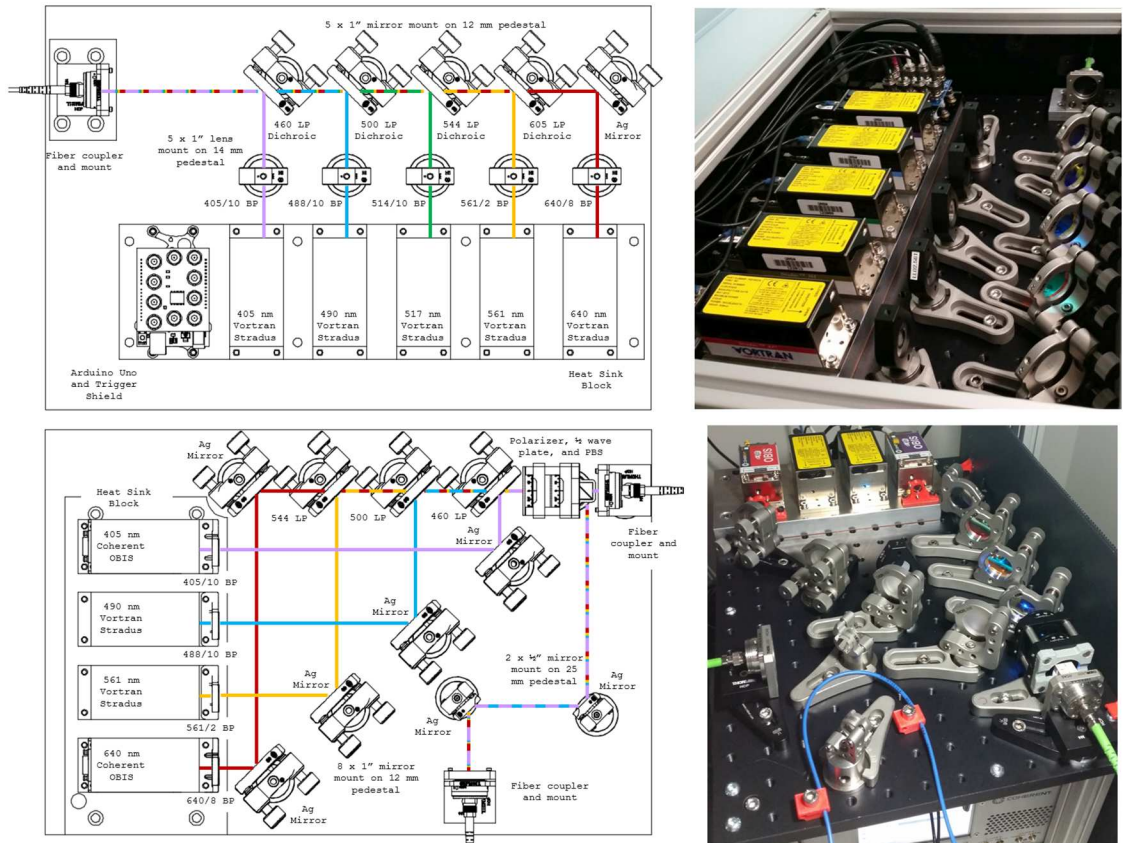 5 x 1" mirror mount on 12 mm pedestal
460 LP
Dichroic
500 LP
Dichroic
544 LP
Dichroic
605 LP
Dichroic
Ag
Mirror
5 x 1" lens
mount on 14 mm
pedestal
Fiber coupler
and mount
405/10 BP
488/10 BP
514/10 BP
561/2 BP
640/8 BP
405 nm
Vortran
Stradus
490 nm
Vortran
Stradus
517 nm
Vortran
Stradus
561 nm
Vortran
Stradus
640 nm
Vortran
Stradus
Arduino Uno
and Trigger
Shield
Heat Sink
Block
VORTRAN
Ag
Mirror
Polarizer, ½ wave
plate, and PBS
Heat Sink
Block
544 LP
500 LP
460 LP
Ag
Mirror
Fiber
coupler and
mount
405 nm
Coherent
OBIS
405/10 BP
490 nm
Vortran
Stradus
488/10 BP
Ag
Mirror
2 x ½" mirror
mount on 25
mm pedestal
Ag
Mirror
561 nm
Vortran
Stradus
561/2 BP
Ag
Mirror
Ag
Mirror
640 nm
Coherent
OBIS
640/8 BP
8 x 1" mirror
mount on 12 mm
pedestal
Ag
Mirror
Fiber coupler
and mount
OBIS
OBIS
COHERENT